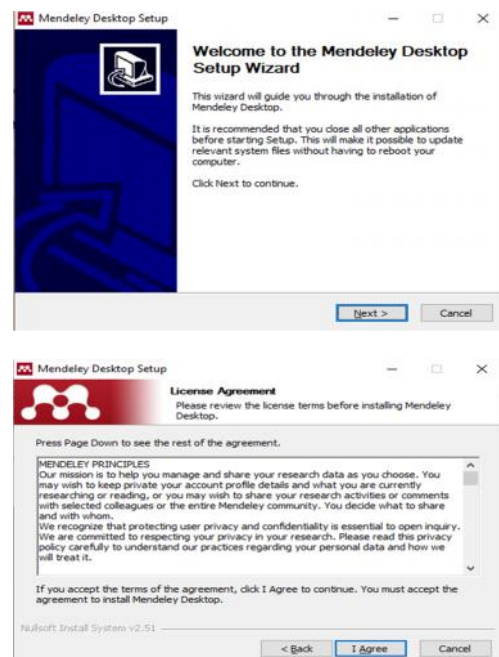 Mendeley Desktop Setup
Welcome to the Mendeley Desktop
Setup Wizard
This wizard will guide you through the installation of
Mendeley Desktop.
It is recommended that you close all other applications
before starting Setup. This will make it possible to update
relevant system files without having to reboot your
computer.
Click Next to continue.
Next >
Cancel
Mendeley Desktop Setup
License Agreement
Please review the license terms before installing Mendeley
Desktop.
Press Page Down to see the rest of the agreement.
MENDELEY PRINCIPLES
Our mission is to help you manage and share your research data as you choose. You
may wish to keep private your account profile details and what you are currently
researching or reading, or you may wish to share your research activities or comments
with selected colleagues or the entire Mendeley community. You decide what to share
and with whom.
We recognize that protecting user privacy and confidentiality is essential to open inquiry.
We are committed to respecting your privacy in your research. Please read this privacy
policy carefully to understand our practices regarding your personal data and how we
will treat it.
If you accept the terms of the agreement, click I Agree to continue. You must accept the
agreement to install Mendeley Desktop.
Nullsoft Install System v2.51
< Back
I Agree
Cancel